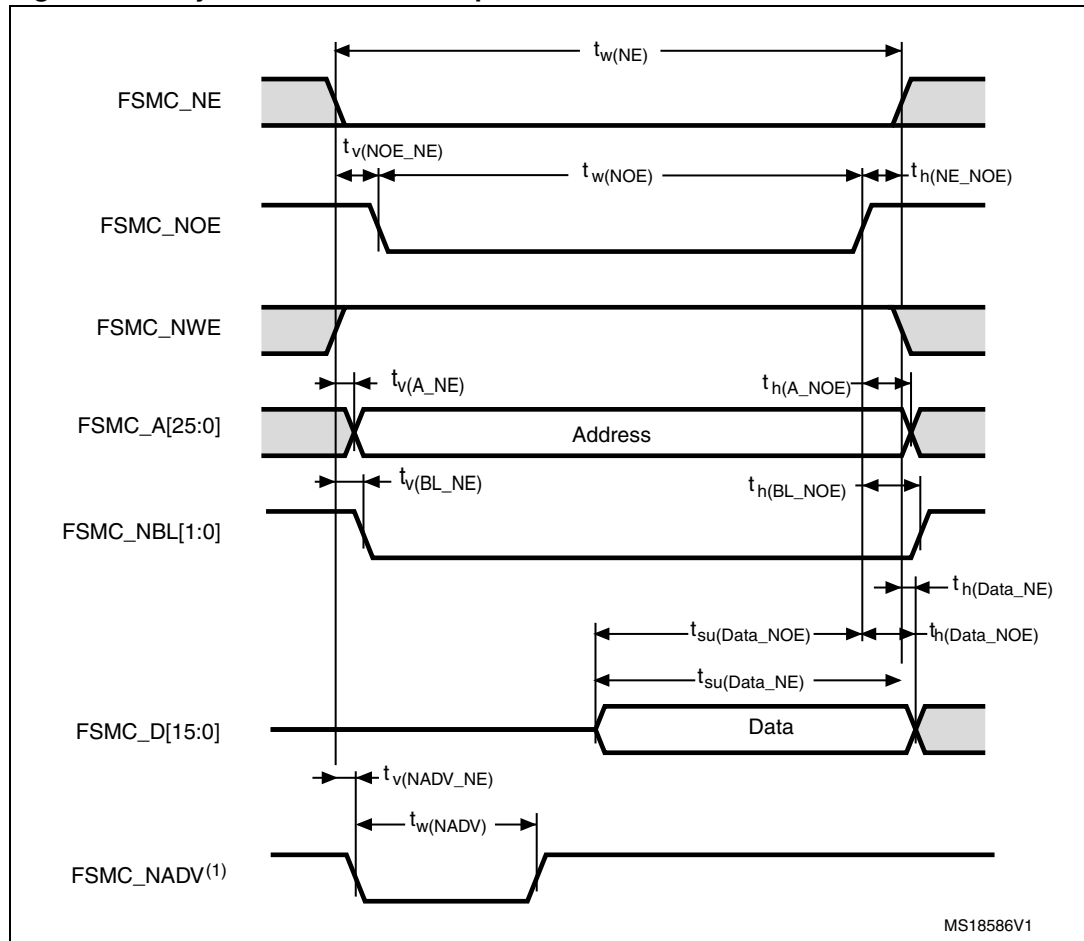 tw(NE)
FSMC_NE
tv(NOE_NE)
tw(NOE)
th(NE_NOE)
FSMC_NOE
FSMC_NWE
tv(A_NE)
th(A_NOE)
FSMC_A[25:0]
Address
tv(BL_NE)
th(BL_NOE)
FSMC_NBL[1:0]
th(Data_NE)
tsu(Data_NOE)
th(Data_NOE)
tsu(Data_NE)
FSMC_D[15:0]
Data
tv(NADV_NE)
tw(NADV)
FSMC_NADV(1)
MS18586V1